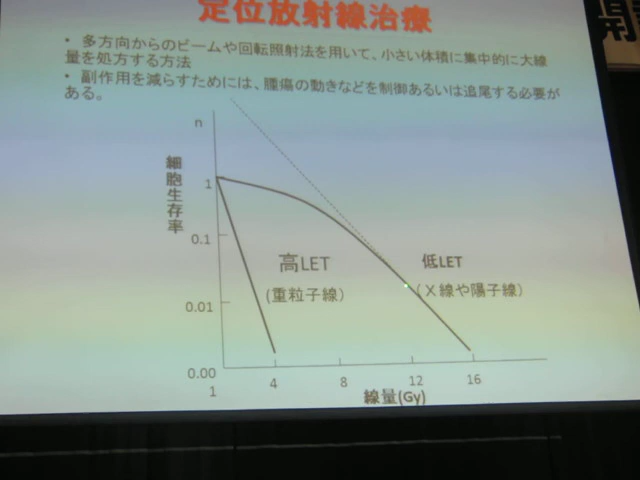 定位放射線治療
• 多方向からのビームや回転照射法を用いて、小さい体積に集中的に大線
量を処方する方法
• 副作用を減らすためには、腫瘍の動きなどを制御あるいは追尾する必要が
ある。
n
細胞生存率
1
0.1
高LET
(重粒子線)
低LET
(X線や陽子線)
0.01
0.00
1
4
8
12
16
線量(Gy)